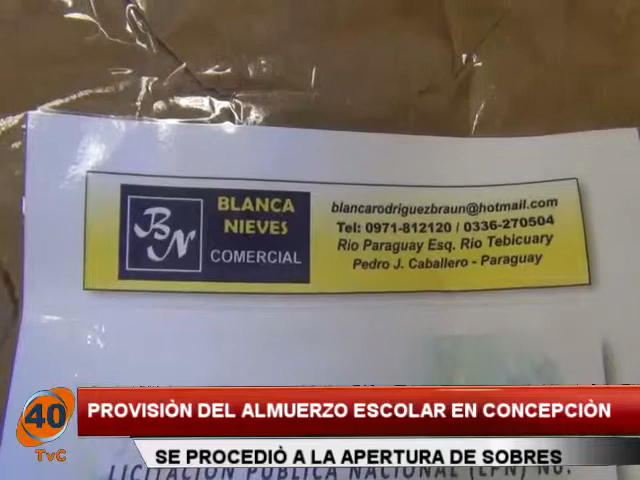 BN
BLANCA
NIEVES
COMERCIAL
blancarodriguezbraun@hotmail.com
Tel: 0971-812120 / 0336-270504
Rio Paraguay Esq. Rio Tebicuary
Pedro J. Caballero - Paraguay
40
TvC
PROVISIÒN DEL ALMUERZO ESCOLAR EN CONCEPCIÒN
SE PROCEDIÒ A LA APERTURA DE SOBRES
LICITACION PUBLICA NACIONAL (LPN) No.